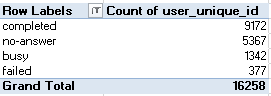 Row Labels Count of user_unique_id
completed 9172
no-answer 5367
busy 1342
failed 377
Grand Total 16258